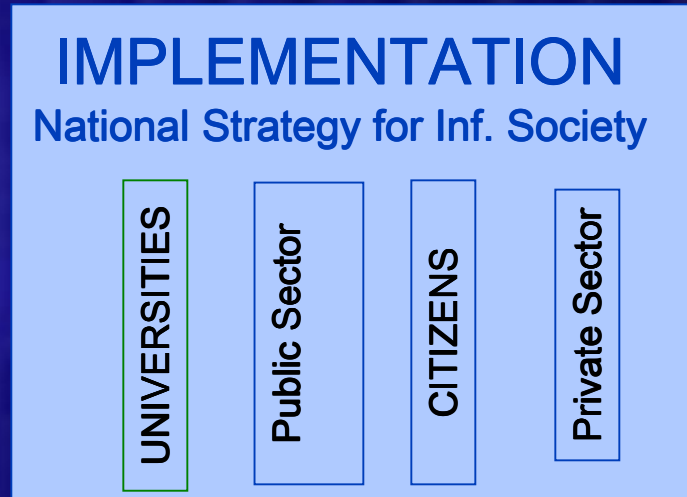 IMPLEMENTATION
National Strategy for Inf. Society
UNIVERSITIES
Public Sector
CITIZENS
Private Sector